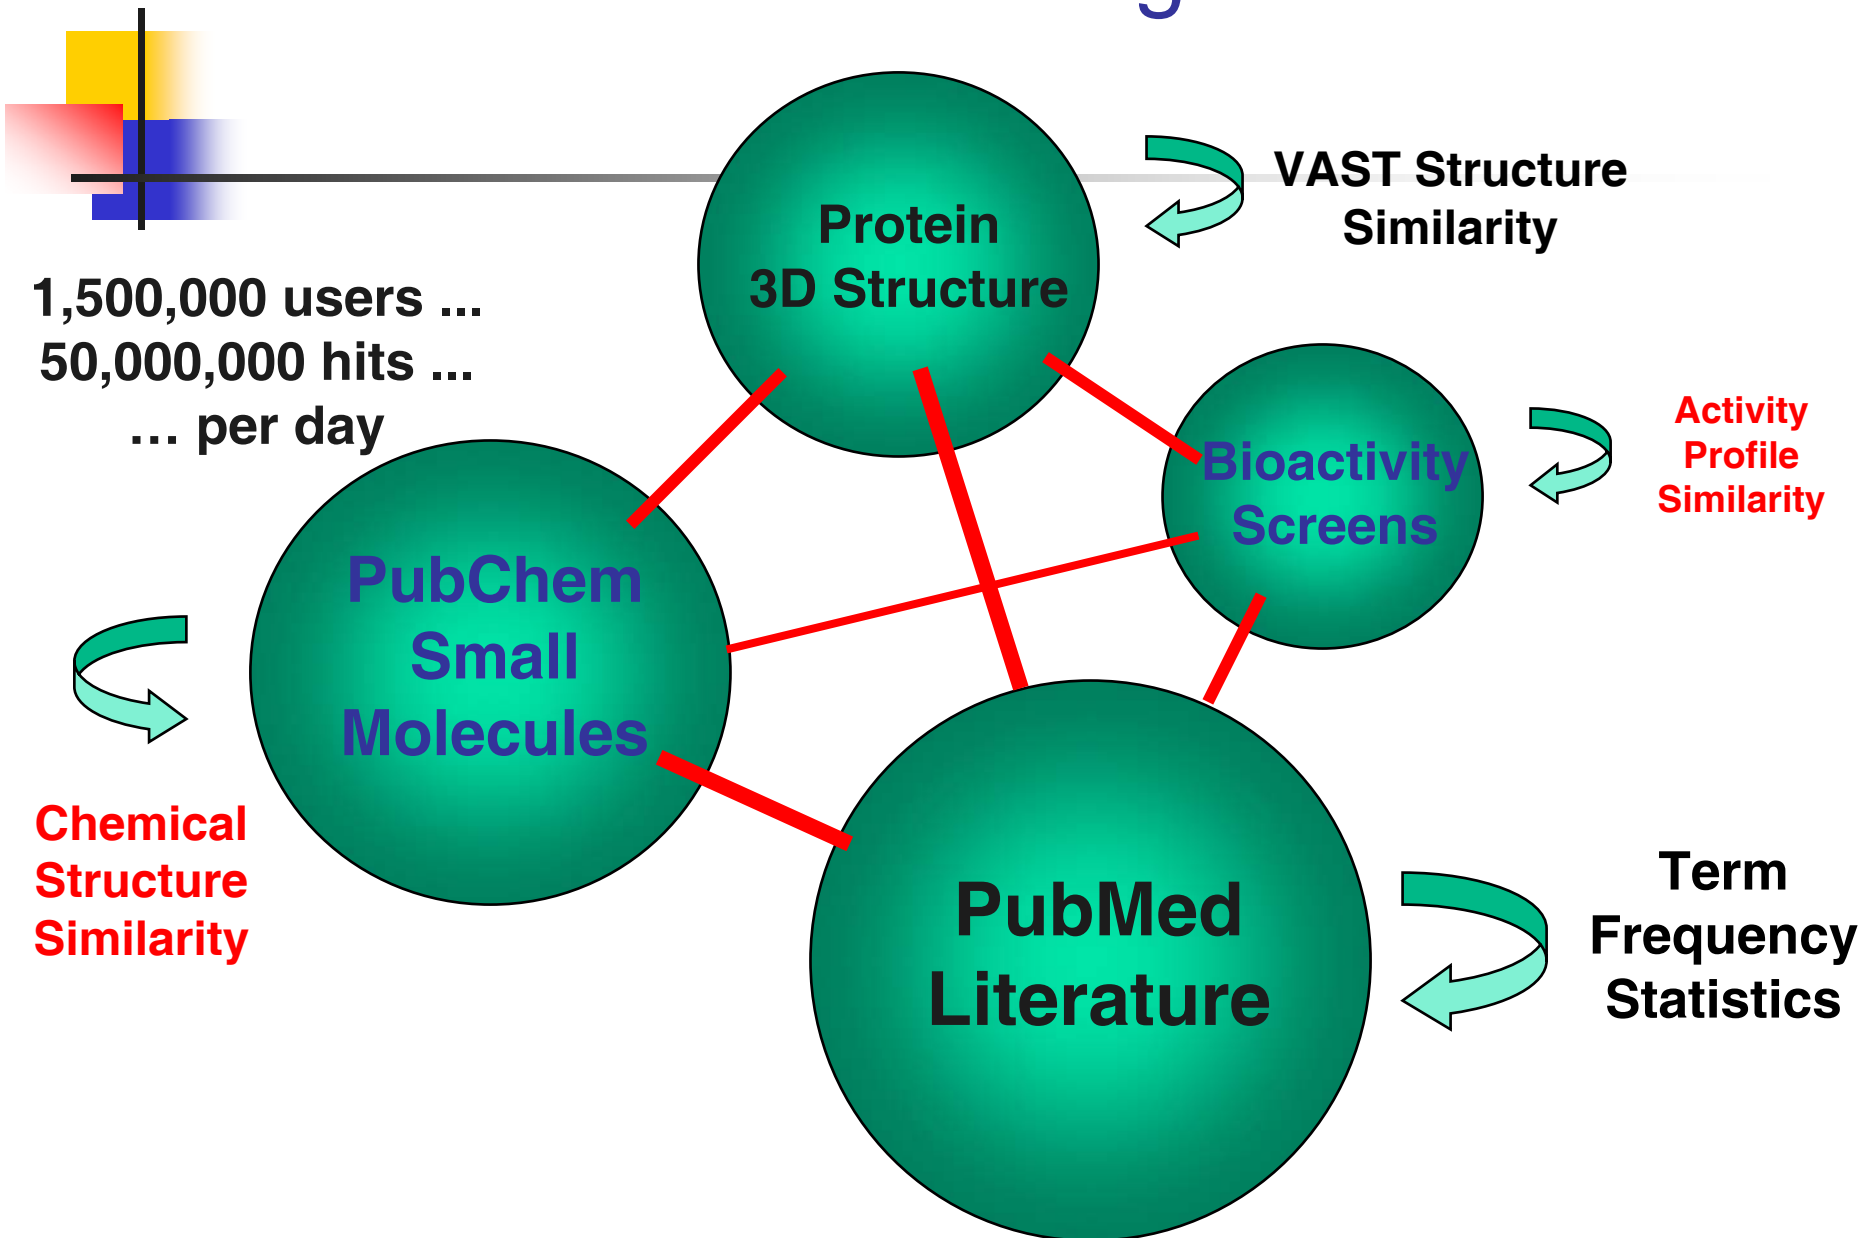 Protein
3D Structure
VAST Structure
Similarity
1,500,000 users ...
50,000,000 hits ...
... per day
Bioactivity
Screens
Activity
Profile
Similarity
PubChem
Small
Molecules
Chemical
Structure
Similarity
PubMed
Literature
Term
Frequency
Statistics